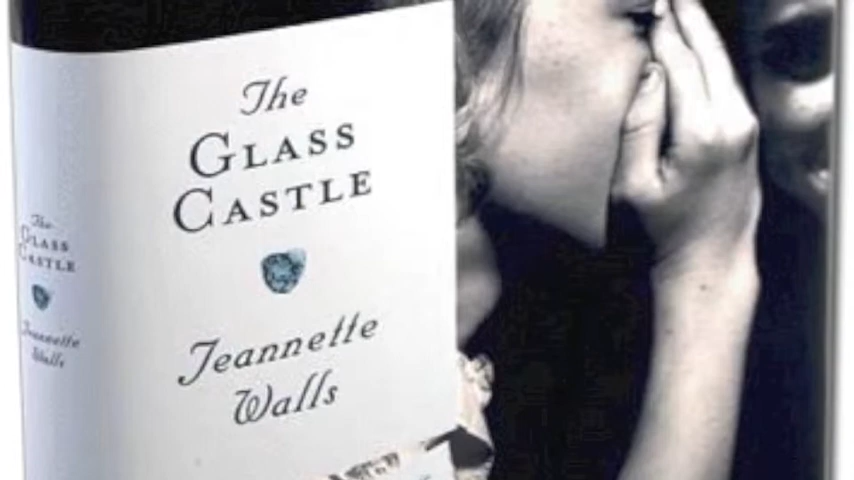 The
GLASS
CASTLE
Jeannette
Walls
The
GLASS
CASTLE
Jeannette
Walls